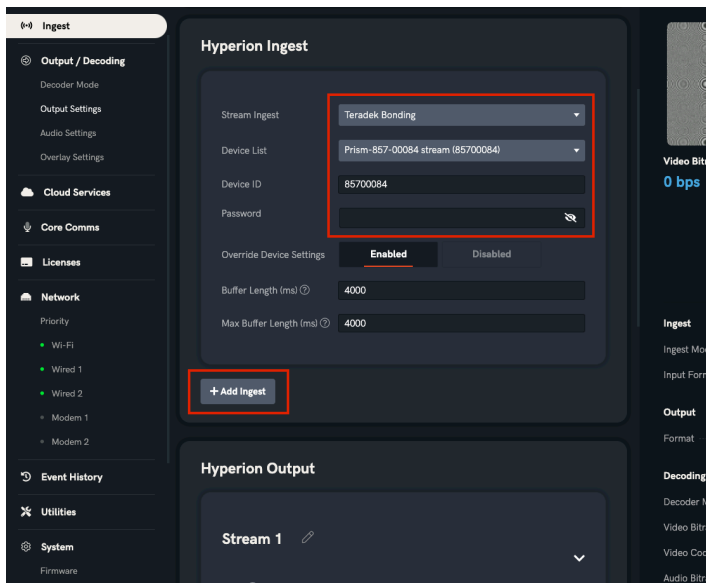 Ingest
Output / Decoding
Decoder Mode
Output Settings
Audio Settings
Overlay Settings
Cloud Services
Core Comms
Licenses
Network
Priority
Wi-Fi
Wired 1
Wired 2
Modem 1
Modem 2
Event History
Utilities
System
Firmware
Hyperion Ingest
Stream Ingest Teradek Bonding
Device List Prism-857-00084 stream (85700084)
Device ID 85700084
Password
Override Device Settings Enabled Disabled
Buffer Length (ms) 4000
Max Buffer Length (ms) 4000
+ Add Ingest
Hyperion Output
Stream 1
Video Bit
0 bps
Ingest
Ingest Mo
Input Form
Output
Format
Decoding
Decoder M
Video Bitr
Video Cod
Audio Bitr